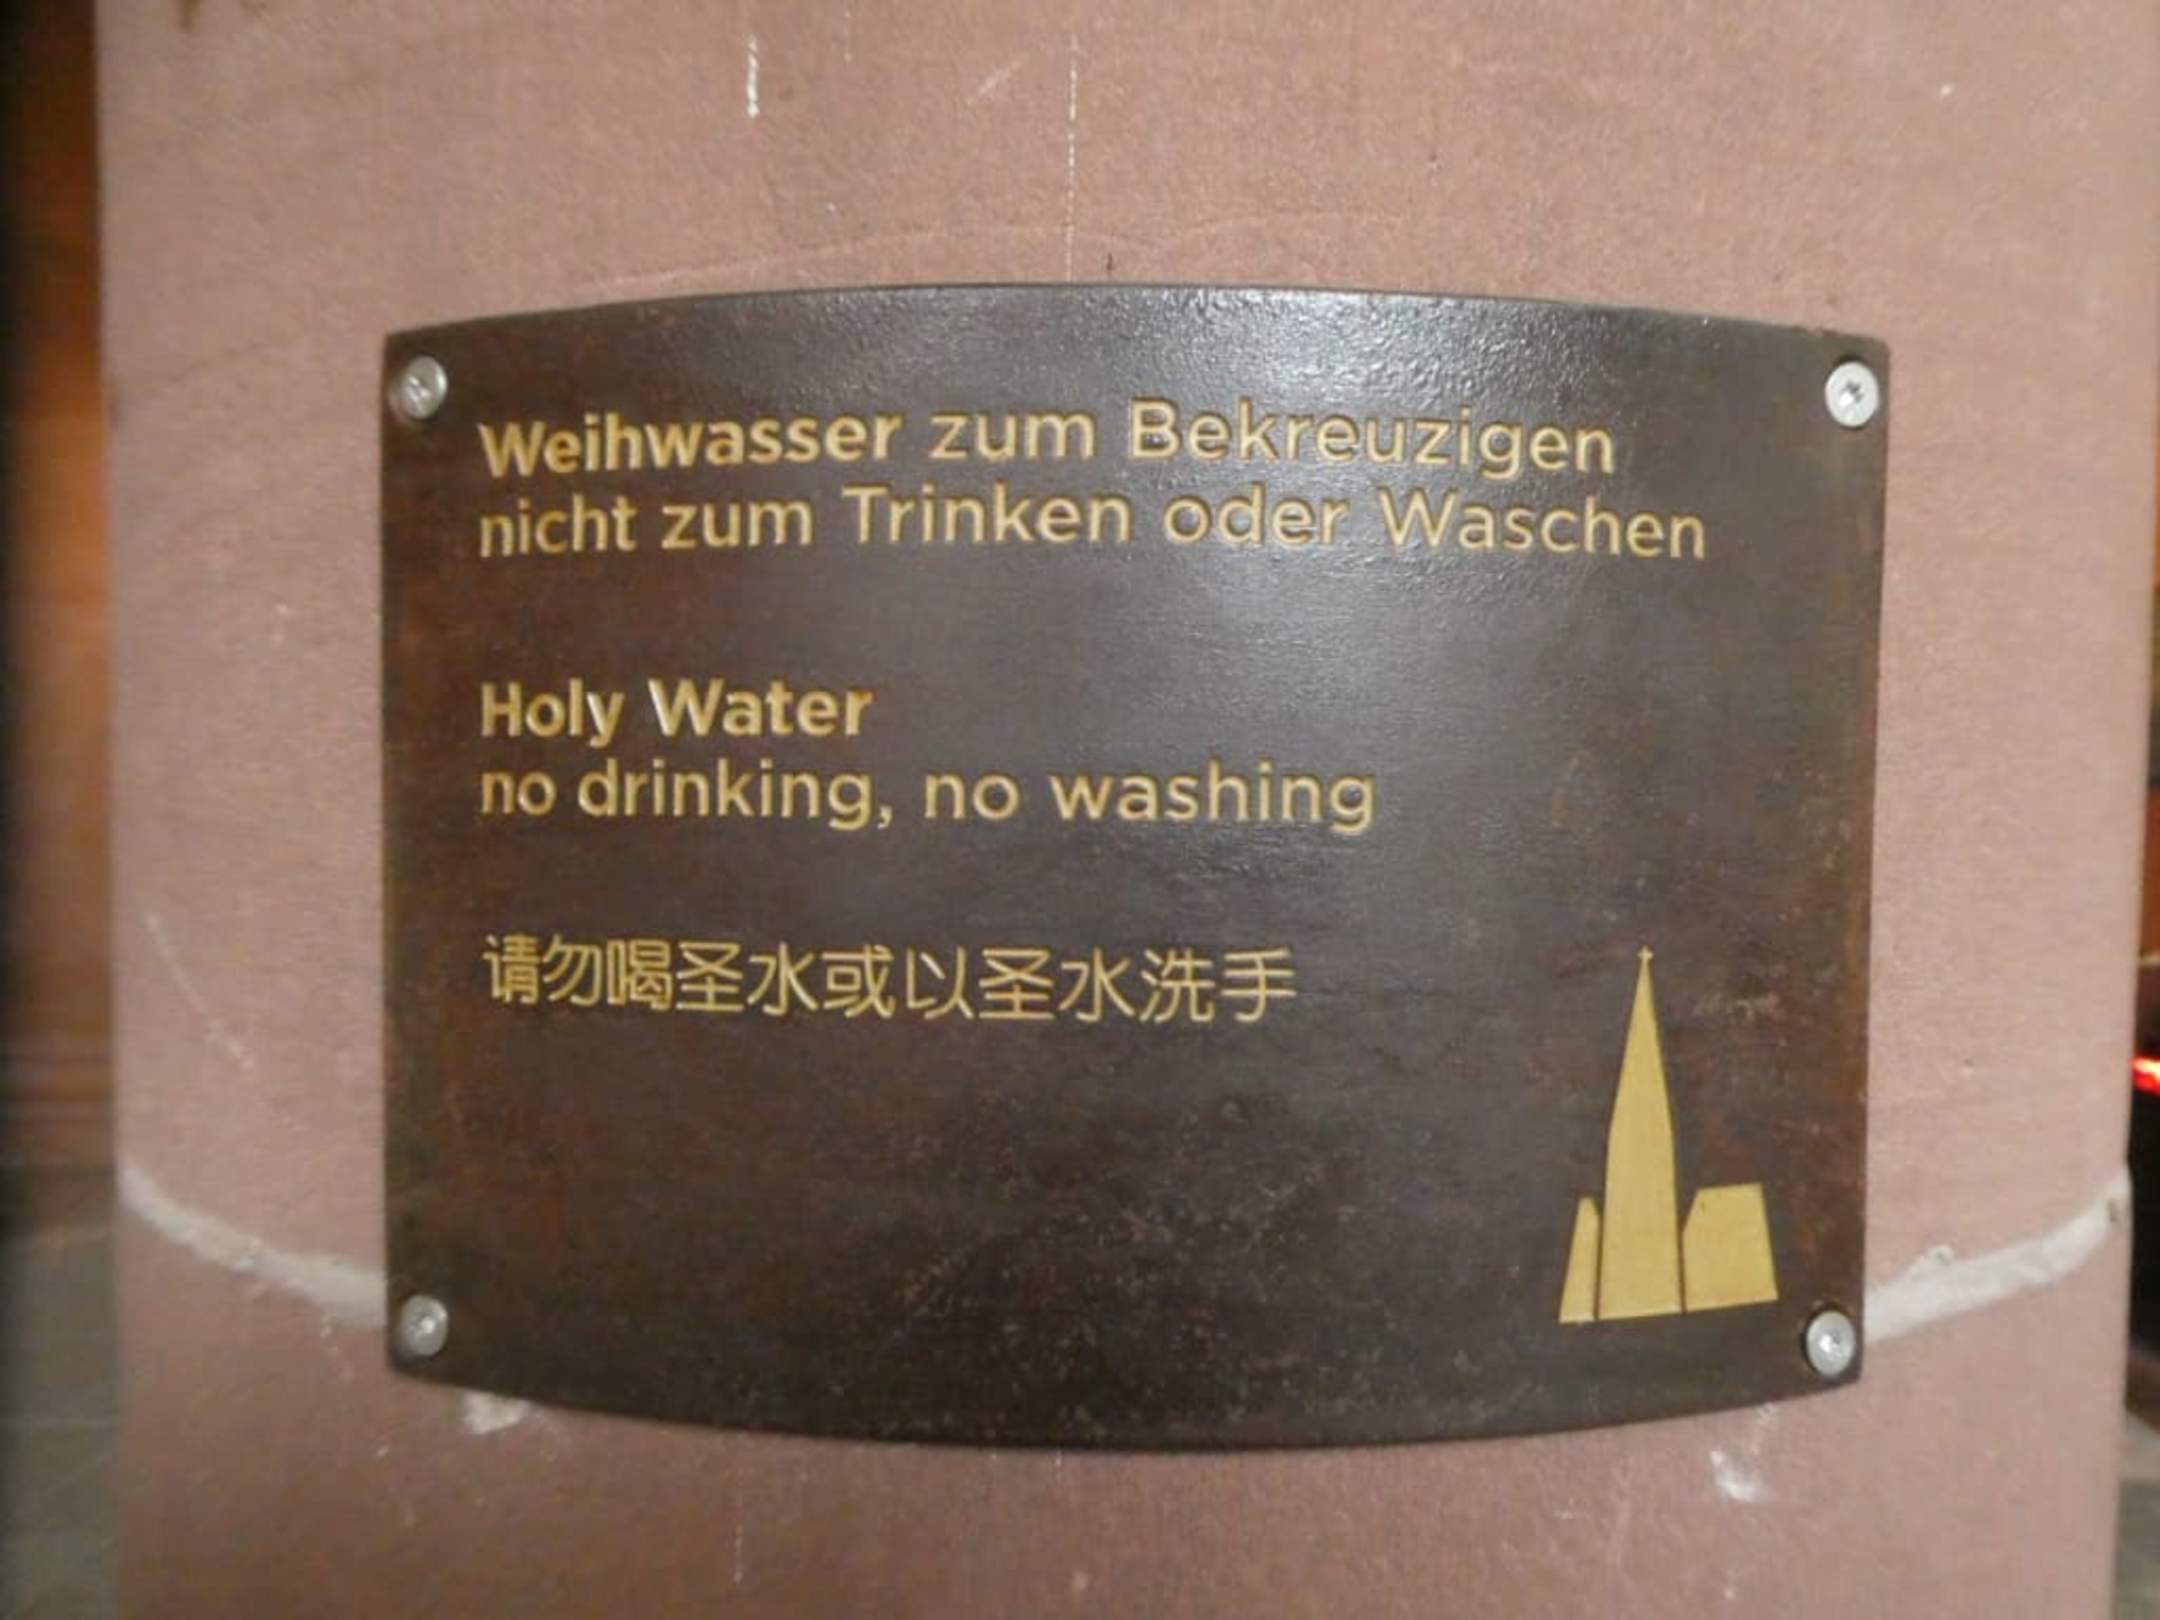 Weihwasser zum Bekreuzigen
nicht zum Trinken oder Waschen
Holy Water
no drinking, no washing
请勿喝圣水或以圣水洗手